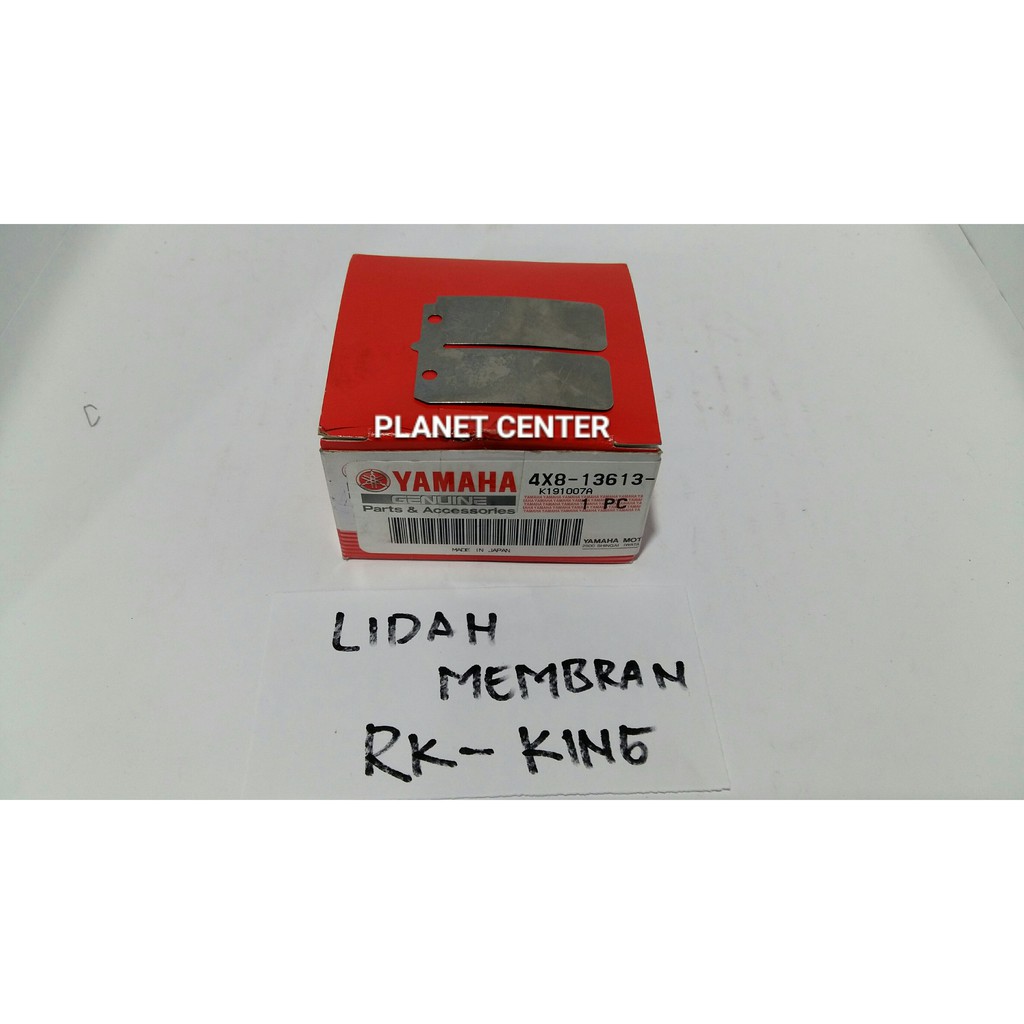 PLANET CENTER
YAMAHA
GENUINE
Parts & Accessories
MADE IN JAPAN
4X8-13613-
K191007A
1 PC
YAMAHA MOT
LIDAH
MEMBRAN
RK-KING